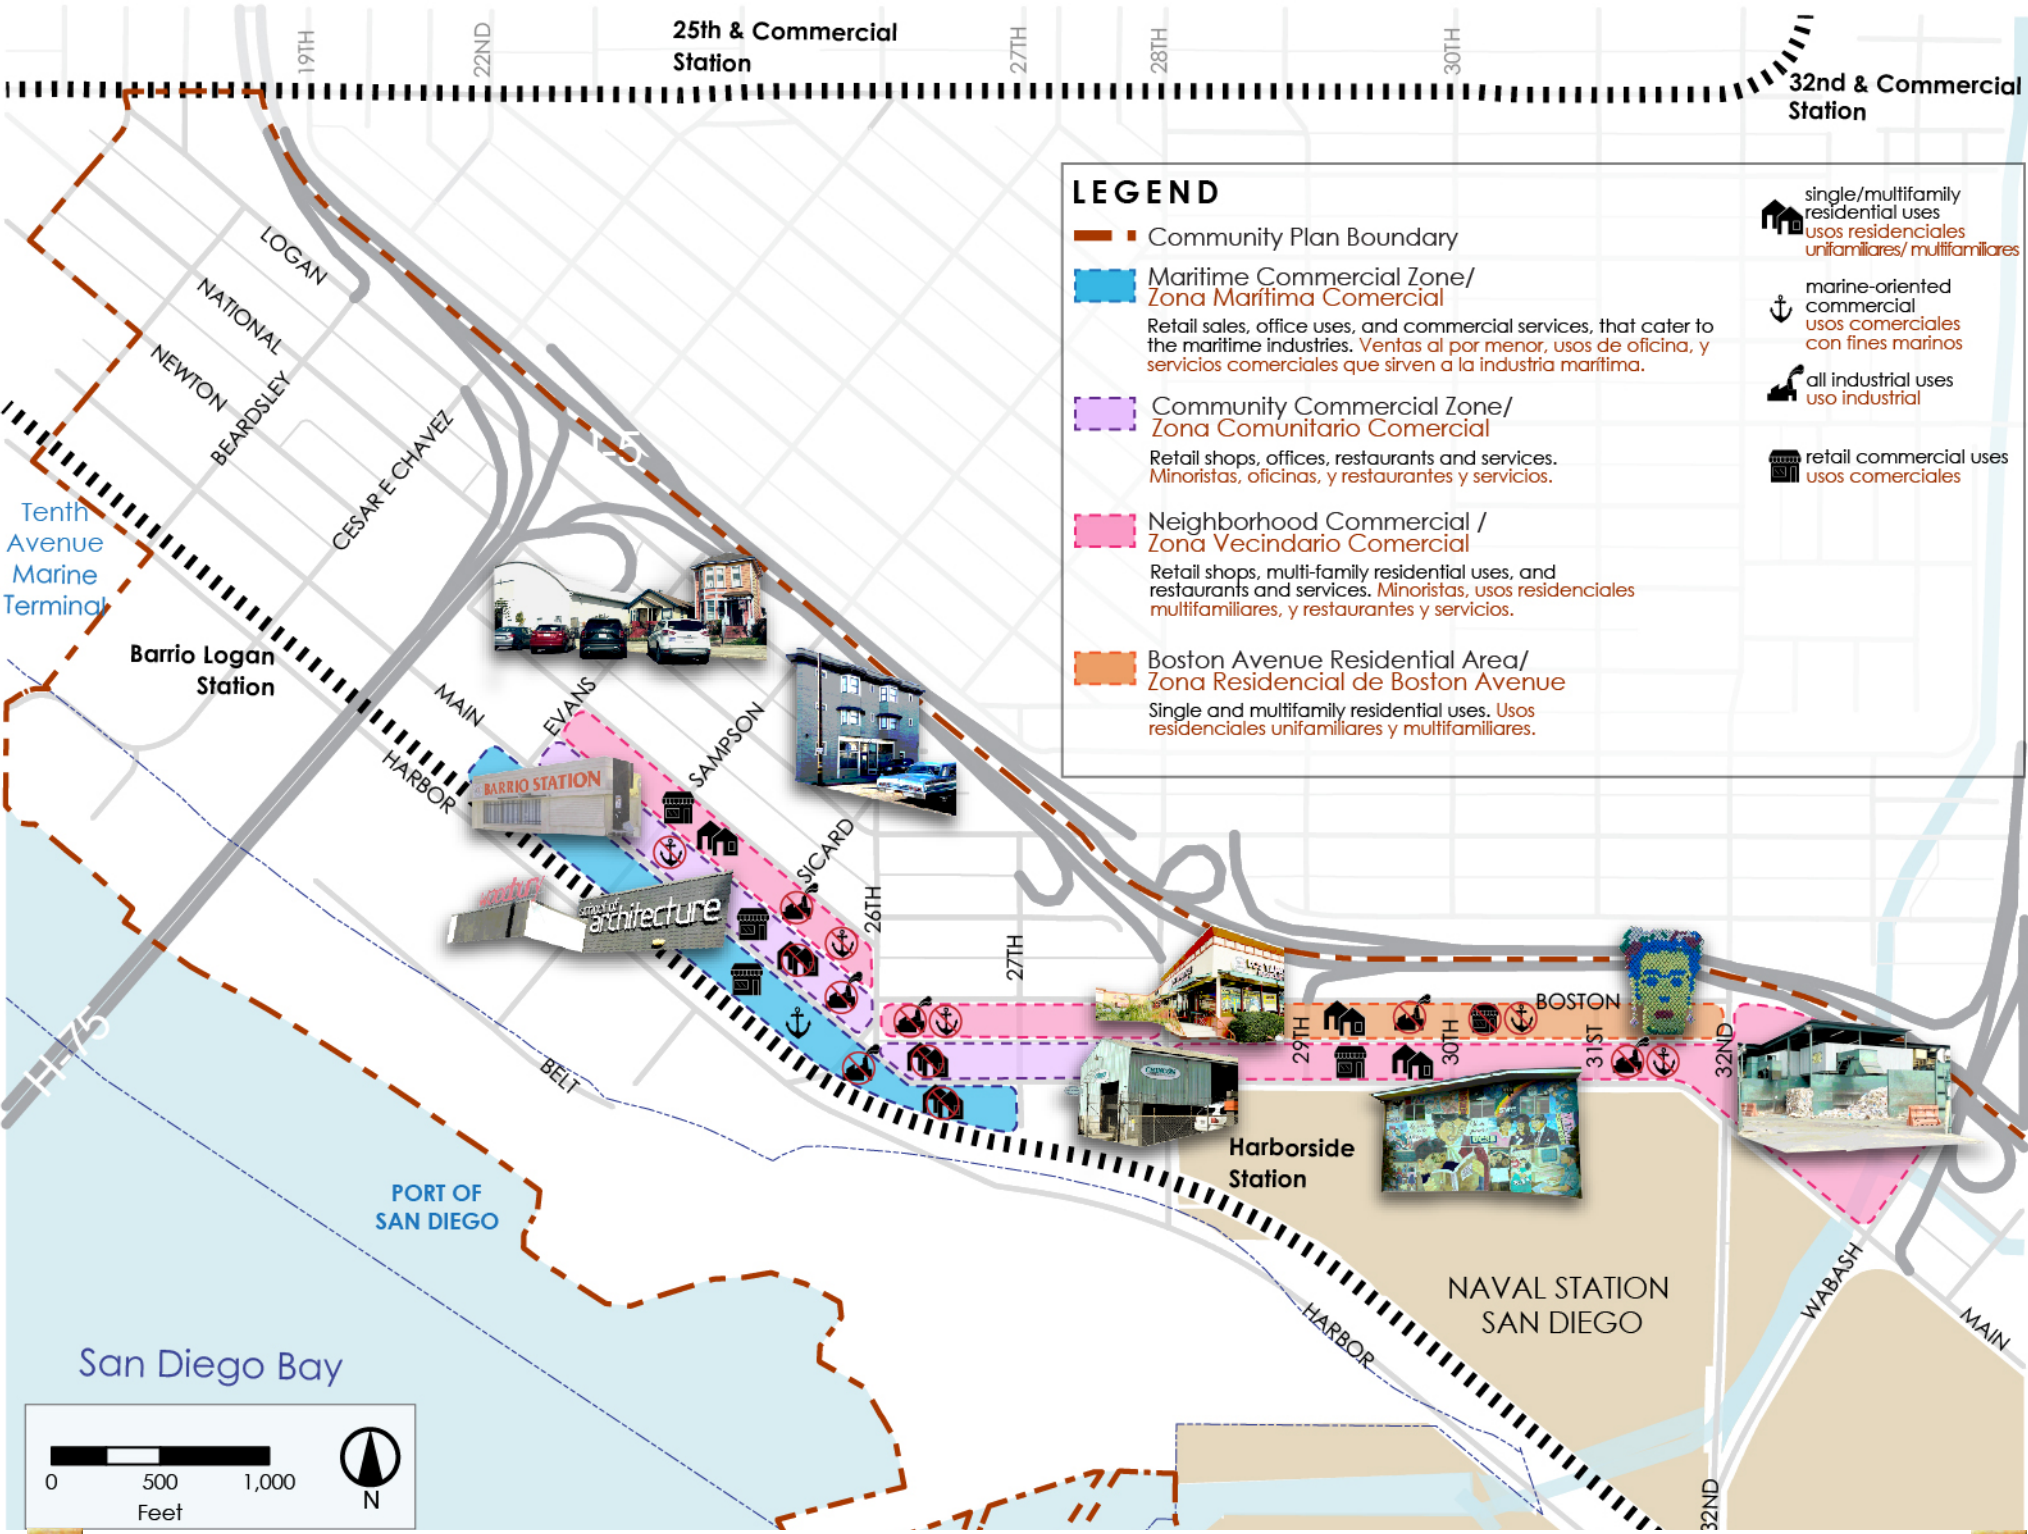 19TH
22ND
25th & Commercial
Station
27TH
28TH
30TH
32nd & Commercial
Station
LEGEND
Community Plan Boundary
Maritime Commercial Zone/
Zona Marítima Comercial
Retail sales, office uses, and commercial services, that cater to
the maritime industries. Ventas al por menor, usos de oficina, y
servicios comerciales que sirven a la industria marítima.
Community Commercial Zone/
Zona Comunitario Comercial
Retail shops, offices, restaurants and services.
Minoristas, oficinas, y restaurantes y servicios.
Neighborhood Commercial /
Zona Vecindario Comercial
Retail shops, multi-family residential uses, and
restaurants and services. Minoristas, usos residenciales
multifamiliares, y restaurantes y servicios.
Boston Avenue Residential Area/
Zona Residencial de Boston Avenue
Single and multifamily residential uses. Usos
residenciales unifamiliares y multifamiliares.
single/multifamily
residential uses
usos residenciales
unifamiliares/ multifamiliares
marine-oriented
commercial
usos comerciales
con fines marinos
all industrial uses
uso industrial
retail commercial uses
usos comerciales
LOGAN
NATIONAL
NEWTON
BEARDSLEY
CESAR E CHAVEZ
I-5
Tenth
Avenue
Marine
Terminal
Barrio Logan
Station
MAIN
EVANS
SAMPSON
HARBOR
BARRIO STATION
SICARD
26TH
woodbury
school of
architecture
27TH
29TH
BOSTON
30TH
31ST
32ND
H-75
BELT
Harborside
Station
PORT OF
SAN DIEGO
NAVAL STATION
SAN DIEGO
WABASH
MAIN
HARBOR
San Diego Bay
0
500
1,000
Feet
N
32ND